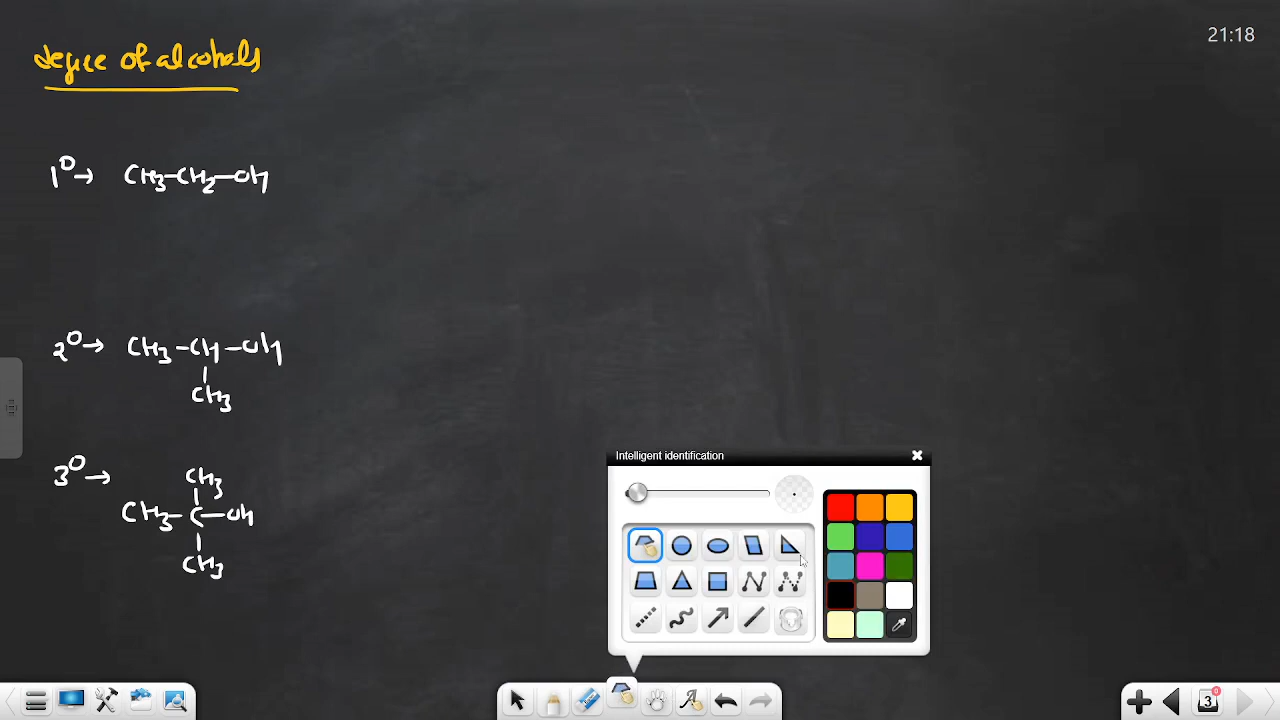 21:18
degree of alcohols
1° → CH3-CH2-OH
2° → CH3-CH-OH
CH3
3° →
CH3
CH3-C-OH
CH3
Intelligent identification
3